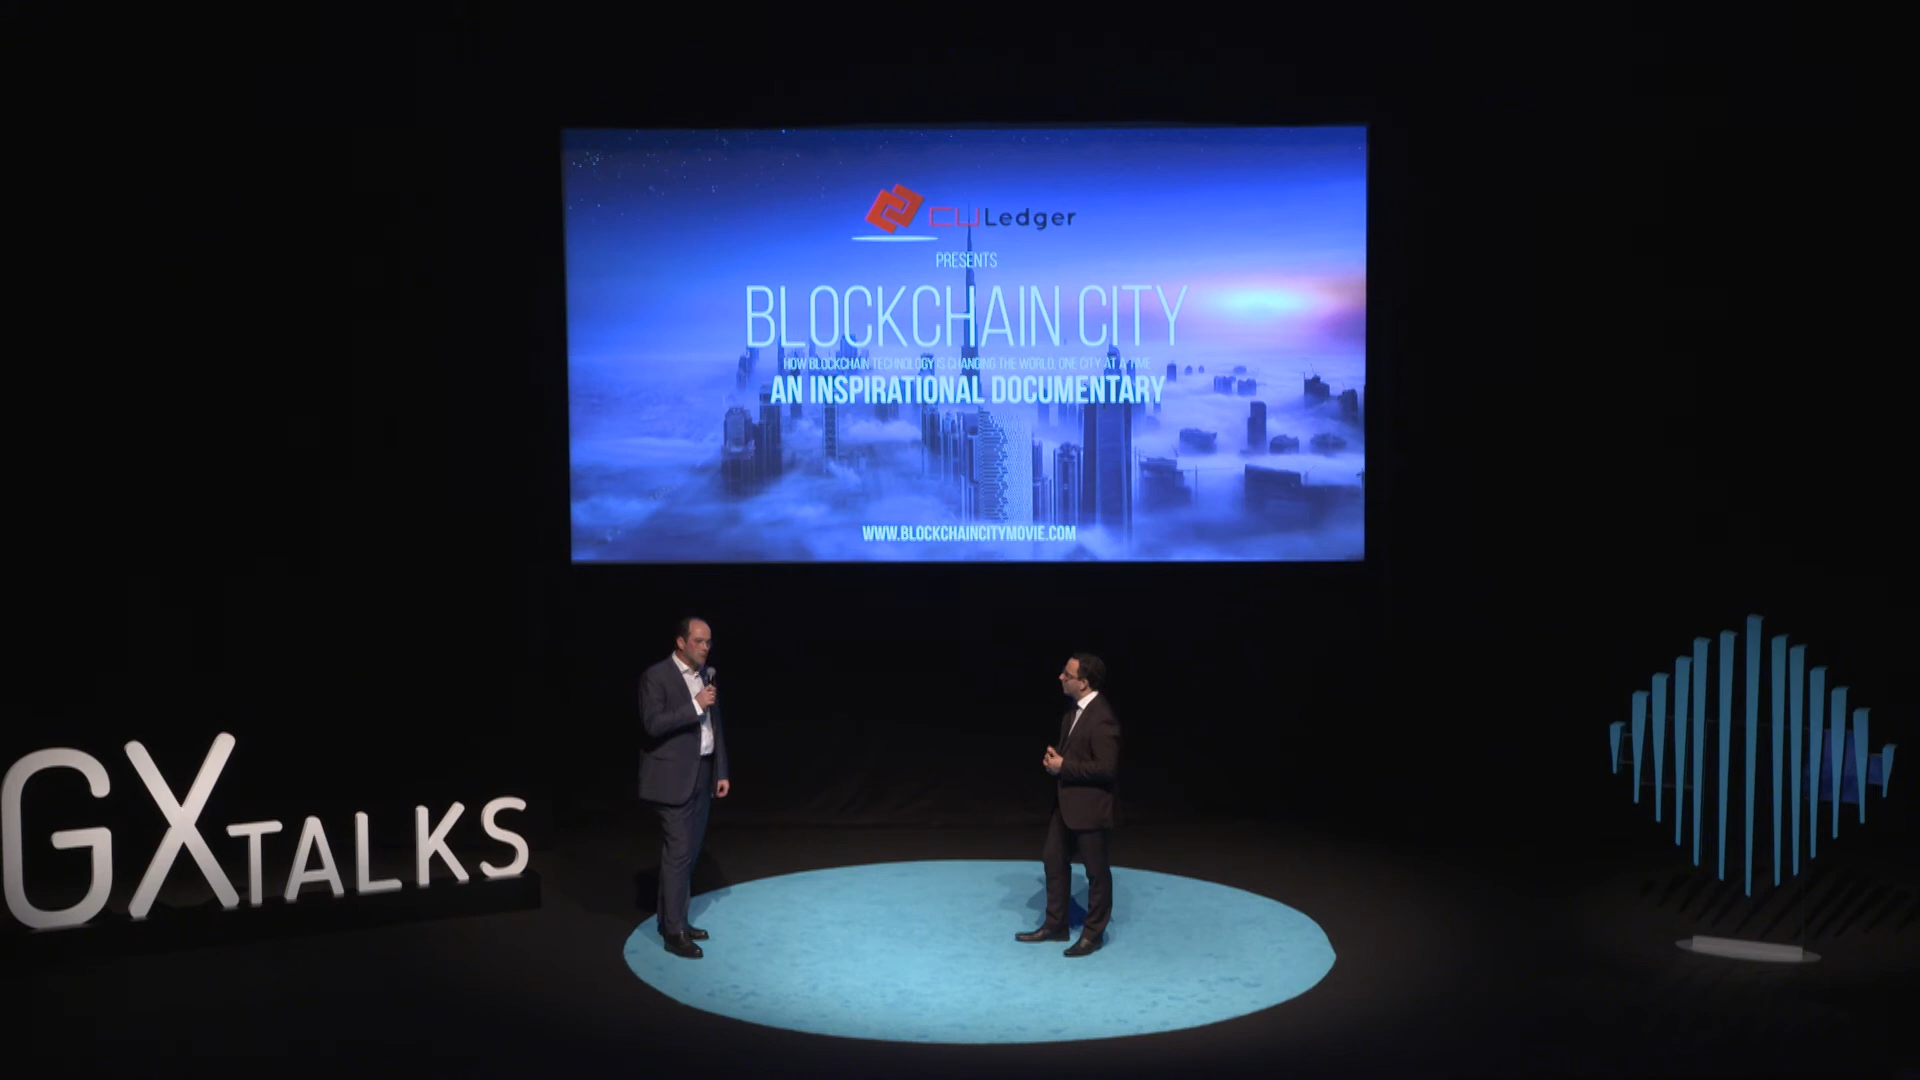 CULedger
PRESENTS
BLOCKCHAIN CITY
HOW BLOCKCHAIN TECHNOLOGY IS CHANGING THE WORLD, ONE CITY AT A TIME
AN INSPIRATIONAL DOCUMENTARY
WWW.BLOCKCHAINCITYMOVIE.COM
GXTALKS